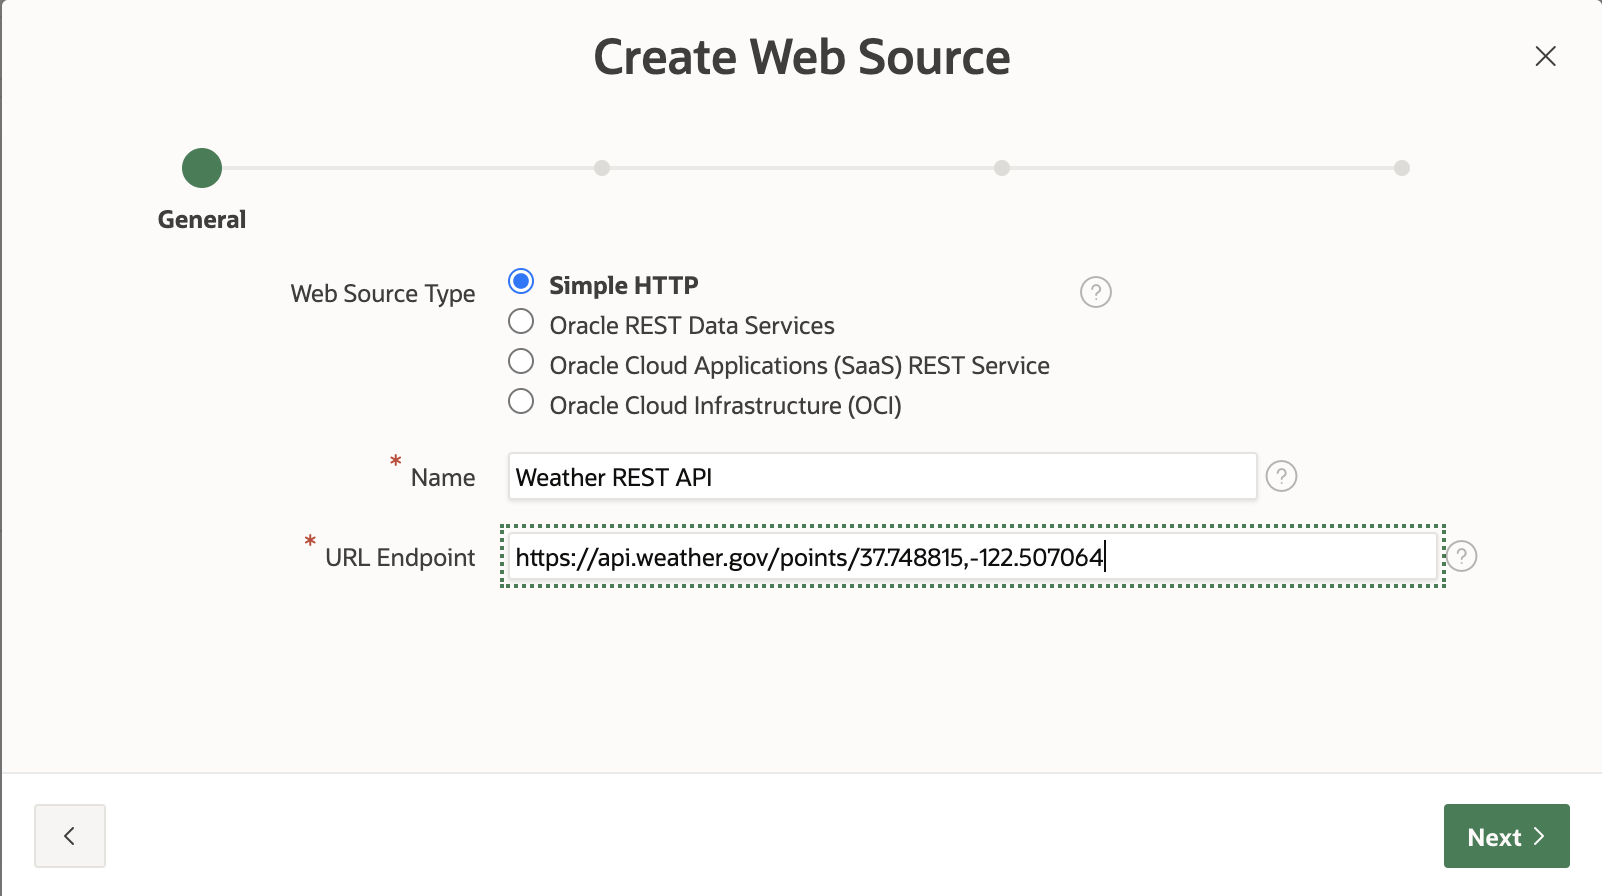 Create Web Source
General
Web Source Type
Simple HTTP
?
Oracle REST Data Services
Oracle Cloud Applications (SaaS) REST Service
Oracle Cloud Infrastructure (OCI)
* Name
Weather REST API
?
* URL Endpoint
https://api.weather.gov/points/37.748815,-122.507064
?
Next